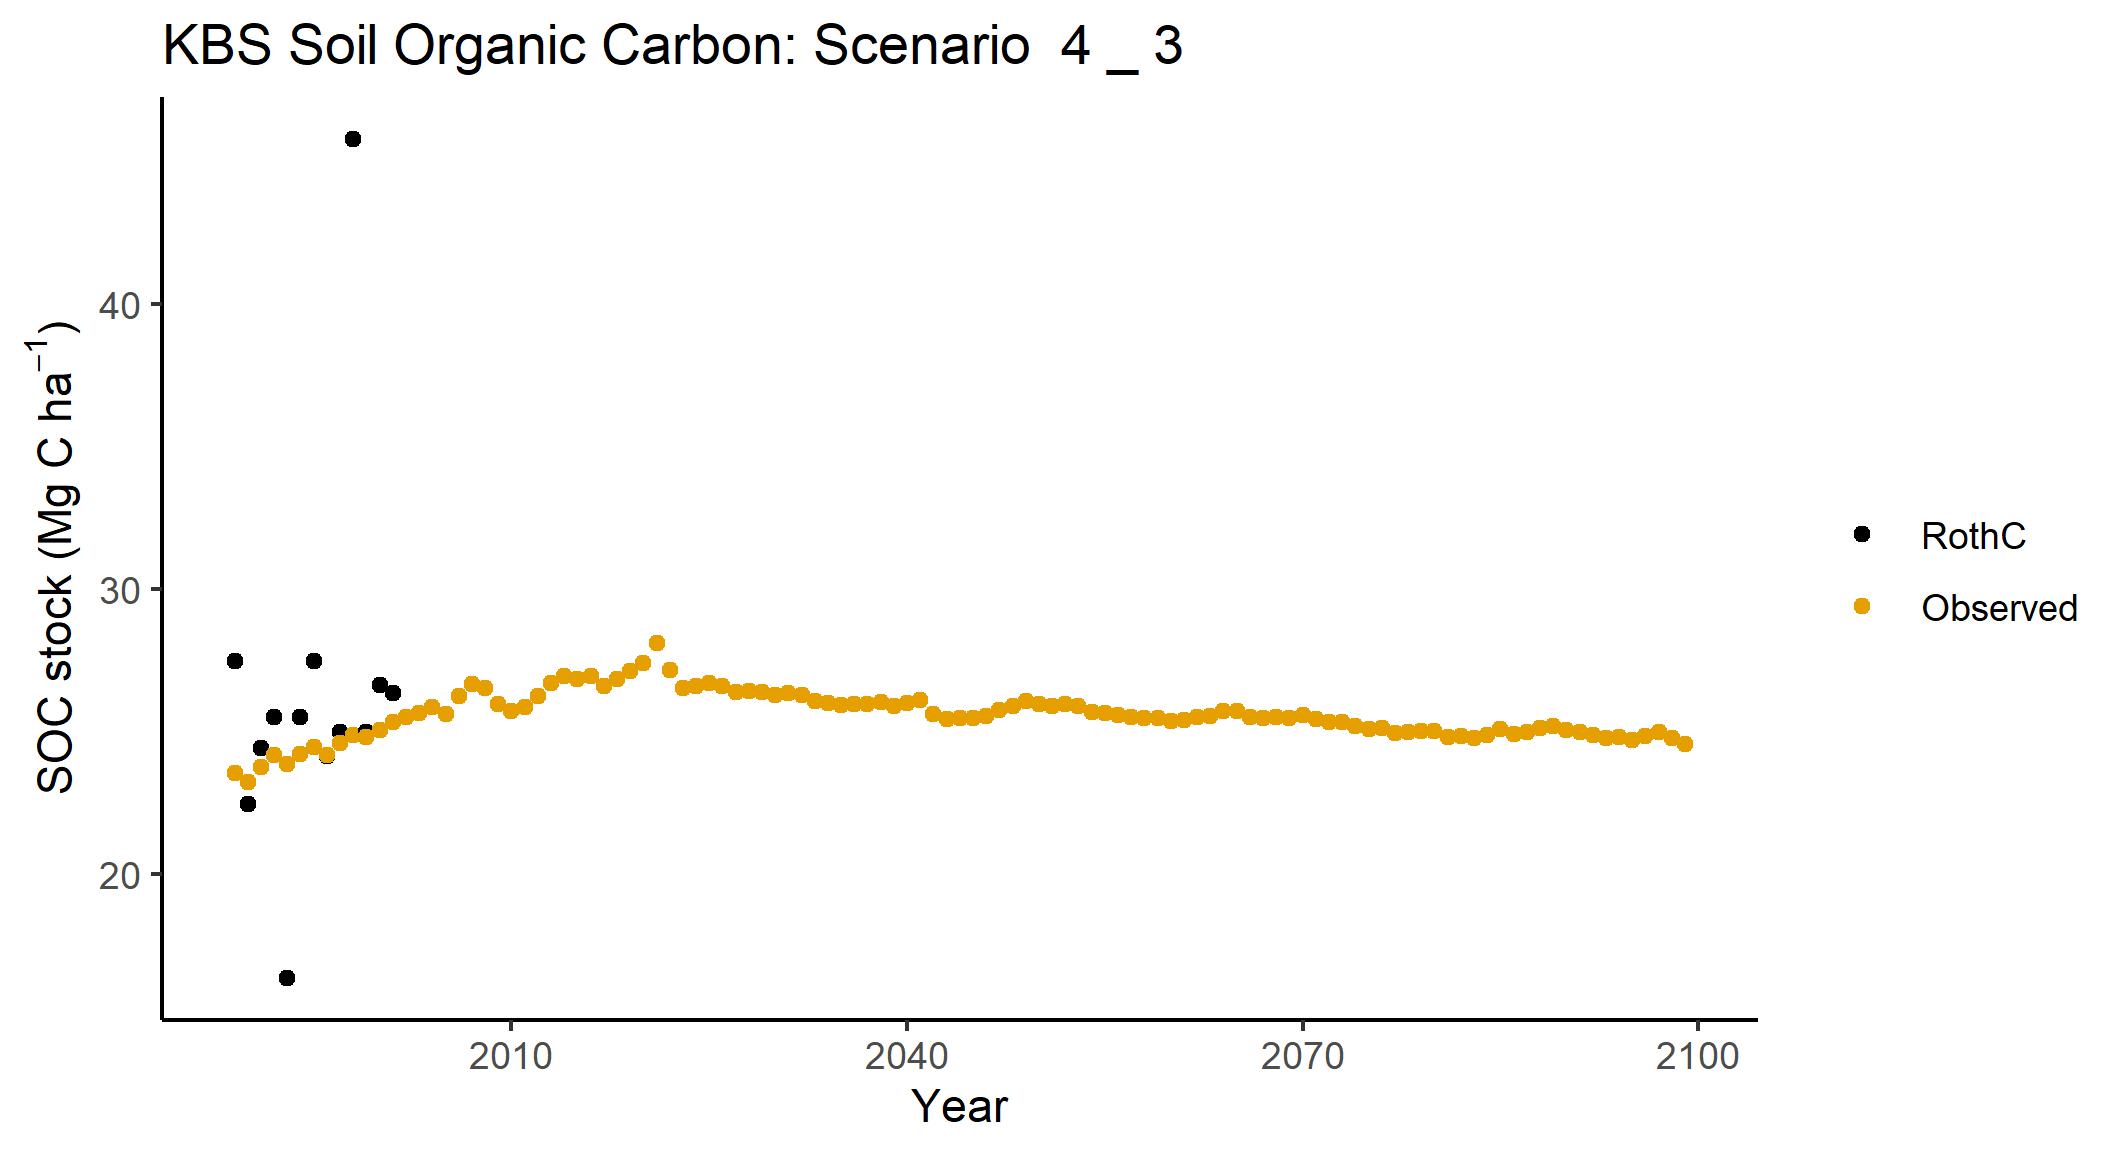 KBS Soil Organic Carbon: Scenario  4 _ 3
SOC stock (Mg C ha⁻¹)
40
30
20
2010
2040
2070
2100
Year
RothC
Observed